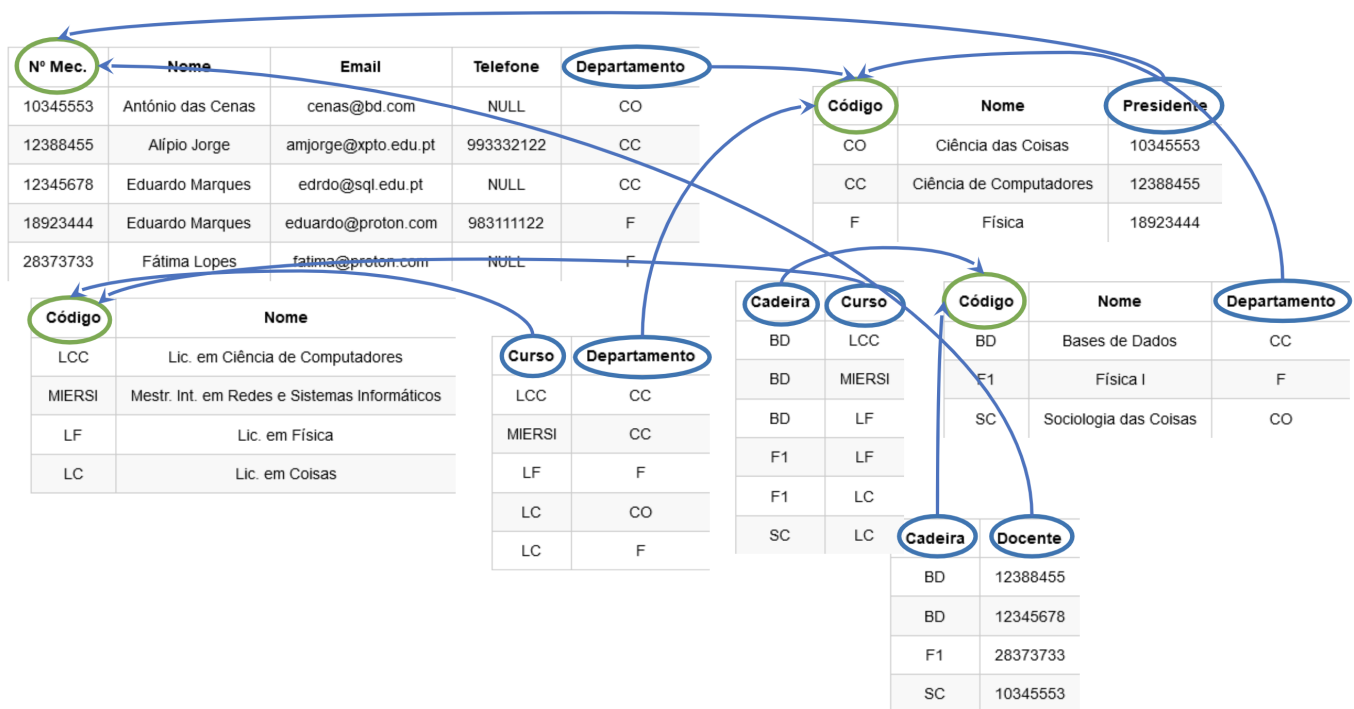 Nº Mec. Nome Email Telefone Departamento
10345553 António das Cenas cenas@bd.com NULL CO
12388455 Alípio Jorge amjorge@xpto.edu.pt 993332122 CC
12345678 Eduardo Marques edrdo@sql.edu.pt NULL CC
18923444 Eduardo Marques eduardo@proton.com 983111122 F
28373733 Fátima Lopes fatima@proton.com NULL F
Código Nome Presidente
CO Ciência das Coisas 10345553
CC Ciência de Computadores 12388455
F Física 18923444
Código Nome
LCC Lic. em Ciência de Computadores
MIERSI Mestr. Int. em Redes e Sistemas Informáticos
LF Lic. em Física
LC Lic. em Coisas
Curso Departamento
LCC CC
MIERSI CC
LF F
LC CO
LC F
Cadeira Curso
BD LCC
BD MIERSI
BD LF
F1 LF
F1 LC
SC LC
Código Nome Departamento
BD Bases de Dados CC
F1 Física I F
SC Sociologia das Coisas CO
Cadeira Docente
BD 12388455
BD 12345678
F1 28373733
SC 10345553